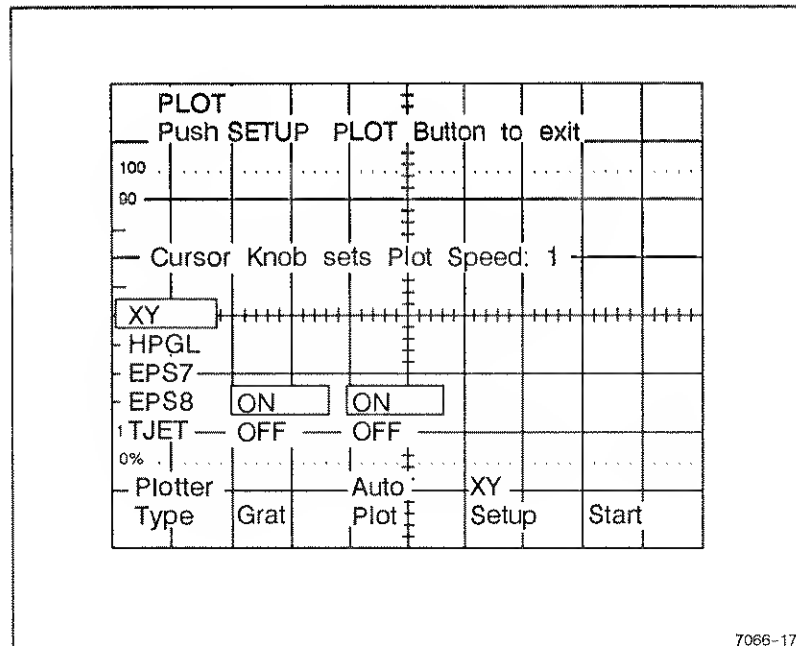 PLOT
Push SETUP PLOT Button to exit
100
90
Cursor Knob sets Plot Speed: 1
XY
HPGL
EPS7
EPS8 ON ON
1 TJET OFF OFF
0%
Plotter Auto XY
Type Grat Plot Setup Start
7066-17